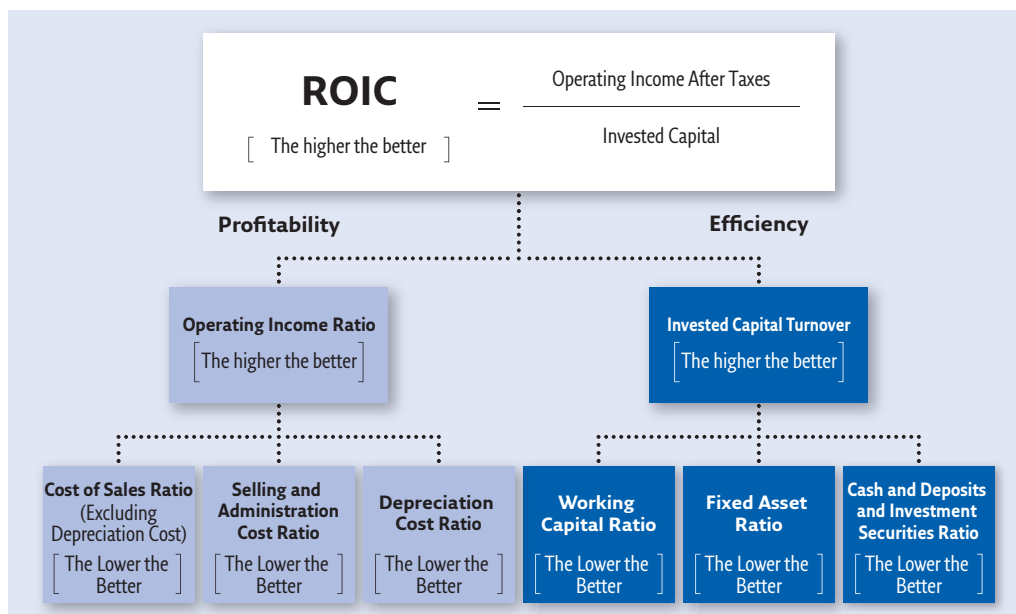 ROIC
[ The higher the better ]
=
Operating Income After Taxes
Invested Capital
Profitability
Efficiency
Operating Income Ratio
[The higher the better]
Invested Capital Turnover
[The higher the better]
Cost of Sales Ratio
(Excluding
Depreciation Cost)
[The Lower the
Better]
Selling and
Administration
Cost Ratio
[The Lower the
Better]
Depreciation
Cost Ratio
[The Lower the
Better]
Working
Capital Ratio
[The Lower the
Better]
Fixed Asset
Ratio
[The Lower the
Better]
Cash and Deposits
and Investment
Securities Ratio
[The Lower the
Better]